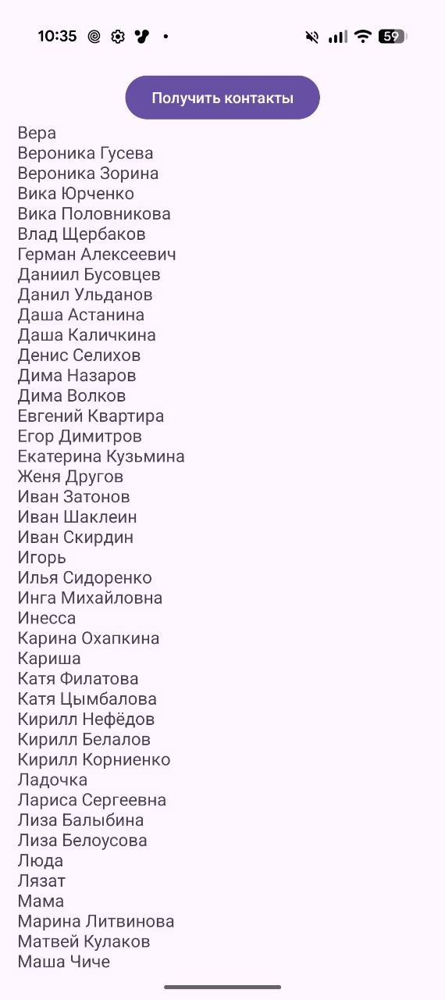 10:35
59
Получить контакты
Вера
Вероника Гусева
Вероника Зорина
Вика Юрченко
Вика Половникова
Влад Щербаков
Герман Алексеевич
Даниил Бусовцев
Данил Ульданов
Даша Астанина
Даша Каличкина
Денис Селихов
Дима Назаров
Дима Волков
Евгений Квартира
Егор Димитров
Екатерина Кузьмина
Женя Другов
Иван Затонов
Иван Шаклеин
Иван Скирдин
Игорь
Илья Сидоренко
Инга Михайловна
Инесса
Карина Охапкина
Кариша
Катя Филатова
Катя Цымбалова
Кирилл Нефёдов
Кирилл Белалов
Кирилл Корниенко
Ладочка
Лариса Сергеевна
Лиза Балыбина
Лиза Белоусова
Люда
Лязат
Мама
Марина Литвинова
Матвей Кулаков
Маша Чиче